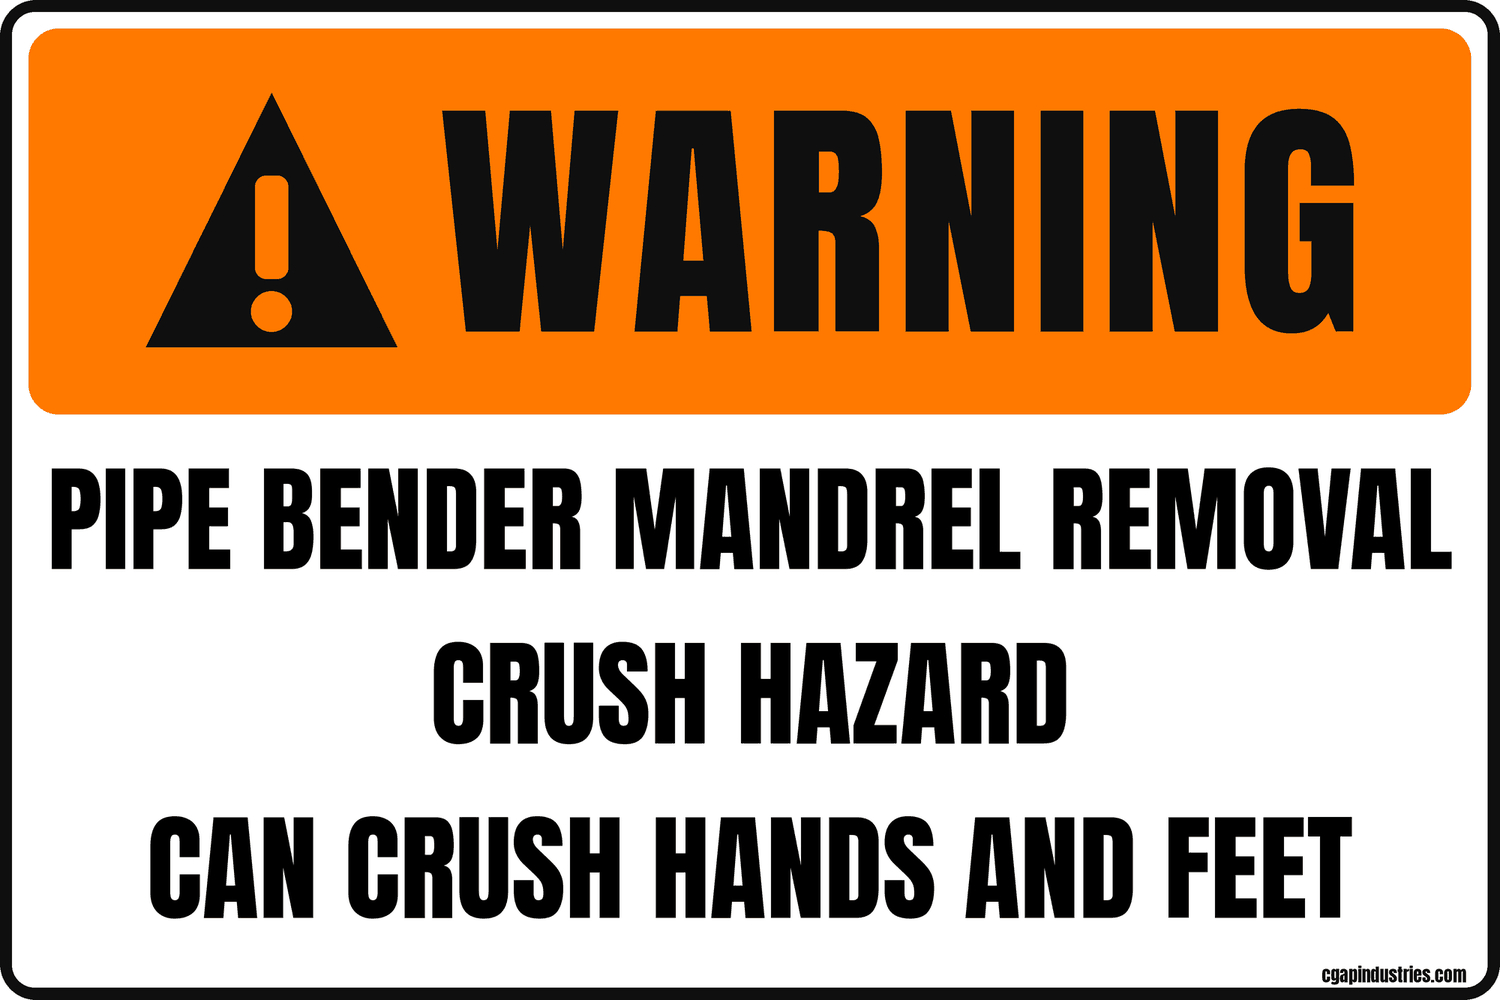 WARNING
PIPE BENDER MANDREL REMOVAL
CRUSH HAZARD
CAN CRUSH HANDS AND FEET
cgapindustries.com